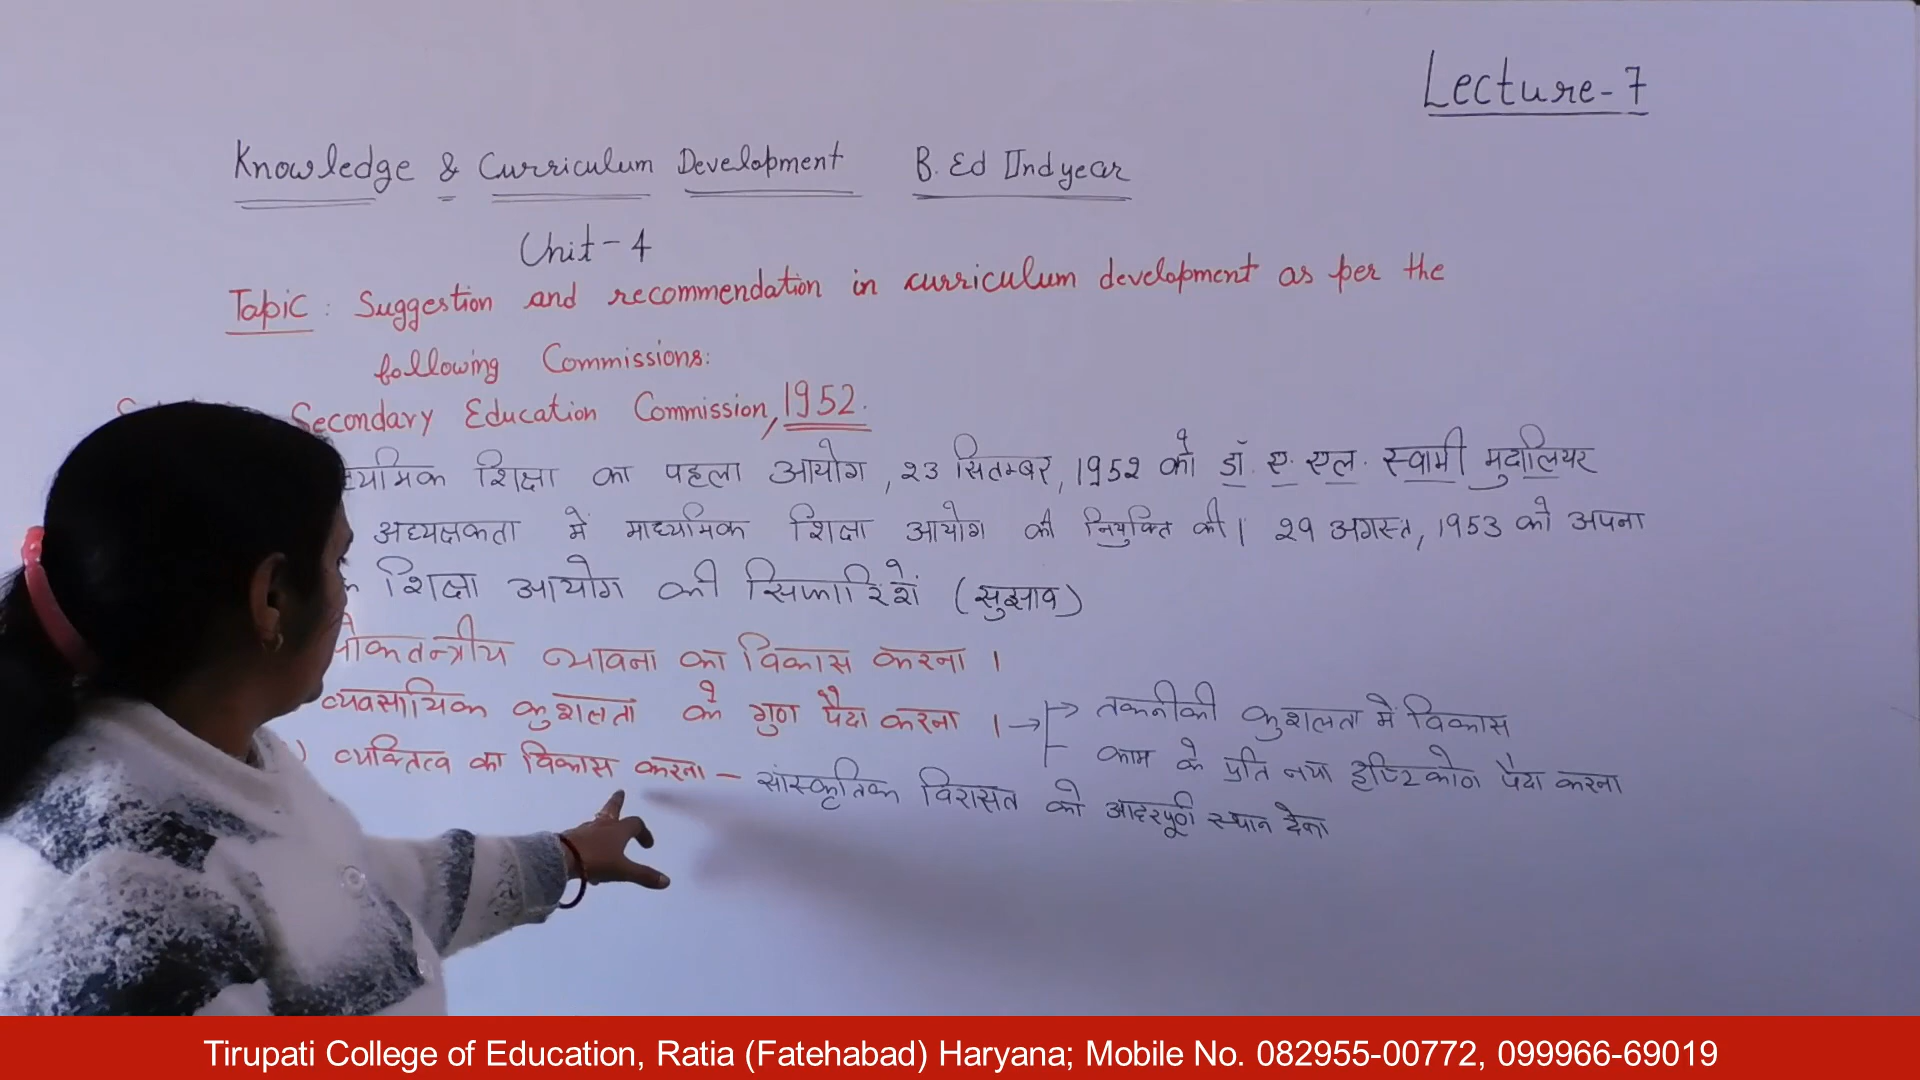 Lecture-7
Knowledge & Curriculum Development B.Ed IInd year
Unit-4
Topic: Suggestion and recommendation in curriculum development as per the
following Commissions:
Secondary Education Commission, 1952.
शिक्षा का पहला आयोग, 23 सितम्बर, 1952 को डॉ. ए. एल. स्वामी मुदालियर
अध्यक्षकता में माध्यमिक शिक्षा आयोग की नियुक्ति की। 29 अगस्त, 1953 को अपना
शिक्षा आयोग की सिफारिशें (सुझाव)
लोकतन्त्रीय भावना का विकास करना ।
व्यवसायिक कुशलता के गुण पैदा करना । → तकनीकी कुशलता में विकास
काम के प्रति नया दृष्टिकोण पैदा करना
) व्यक्तित्व का विकास करना - सांस्कृतिक विरासत को आदरपूर्ण स्थान देना
Tirupati College of Education, Ratia (Fatehabad) Haryana; Mobile No. 082955-00772, 099966-69019